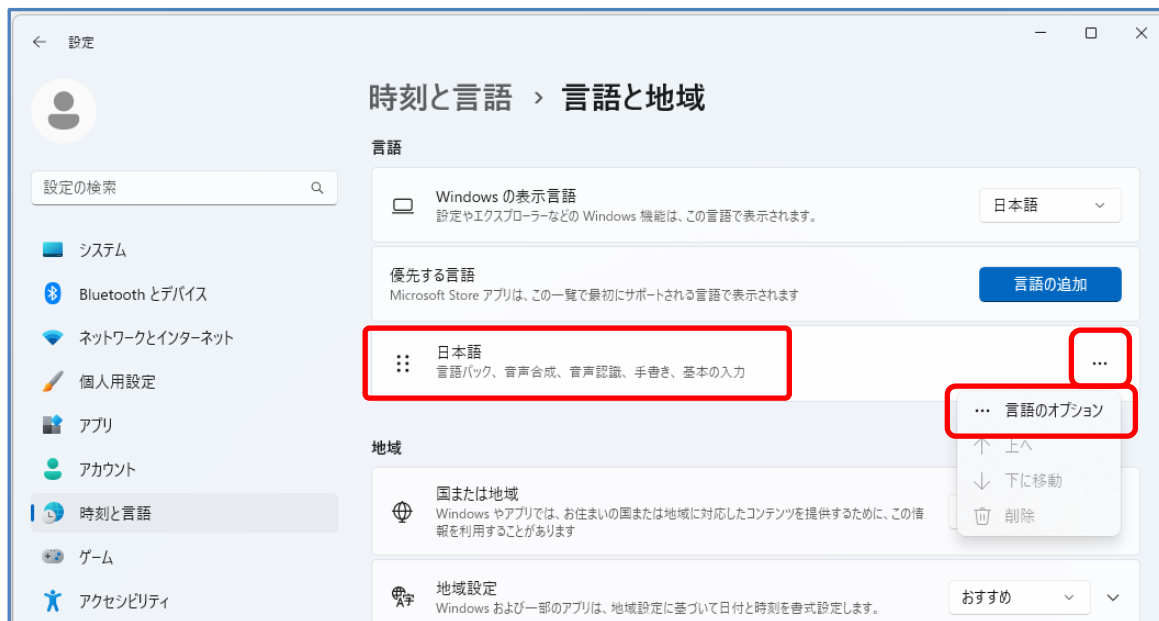 設定
時刻と言語 › 言語と地域
言語
設定の検索
Windows の表示言語
設定やエクスプローラーなどの Windows 機能は、この言語で表示されます。
日本語
システム
Bluetooth とデバイス
ネットワークとインターネット
個人用設定
アプリ
アカウント
時刻と言語
ゲーム
アクセシビリティ
優先する言語
Microsoft Store アプリは、この一覧で最初にサポートされる言語で表示されます
言語の追加
日本語
言語パック、音声合成、音声認識、手書き、基本の入力
言語のオプション
上へ
下に移動
削除
地域
国または地域
Windows やアプリでは、お住まいの国または地域に対応したコンテンツを提供するために、この情
報を利用することがあります
地域設定
Windows および一部のアプリは、地域設定に基づいて日付と時刻を書式設定します。
おすすめ